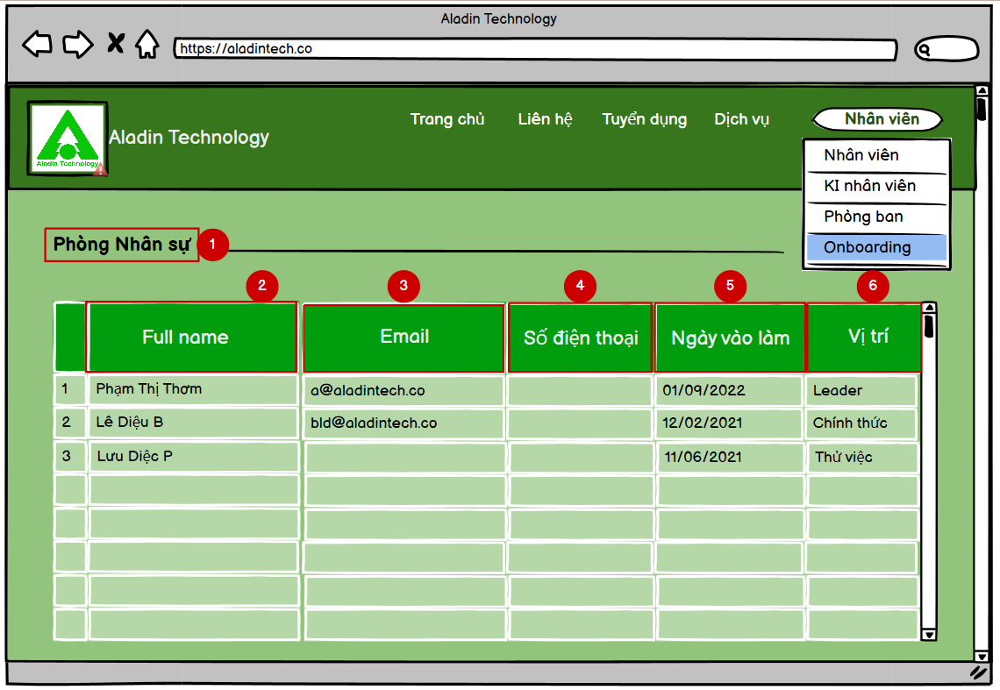 Aladin Technology
https://aladintech.co
Aladin Technology
Aladin Technology
Trang chủ Liên hệ Tuyển dụng Dịch vụ Nhân viên
Nhân viên
KI nhân viên
Phòng ban
Onboarding
Phòng Nhân sự 1
2 3 4 5 6
Full name Email Số điện thoại Ngày vào làm Vị trí
1 Phạm Thị Thơm a@aladintech.co 01/09/2022 Leader
2 Lê Diệu B bld@aladintech.co 12/02/2021 Chính thức
3 Lưu Diệc P 11/06/2021 Thử việc